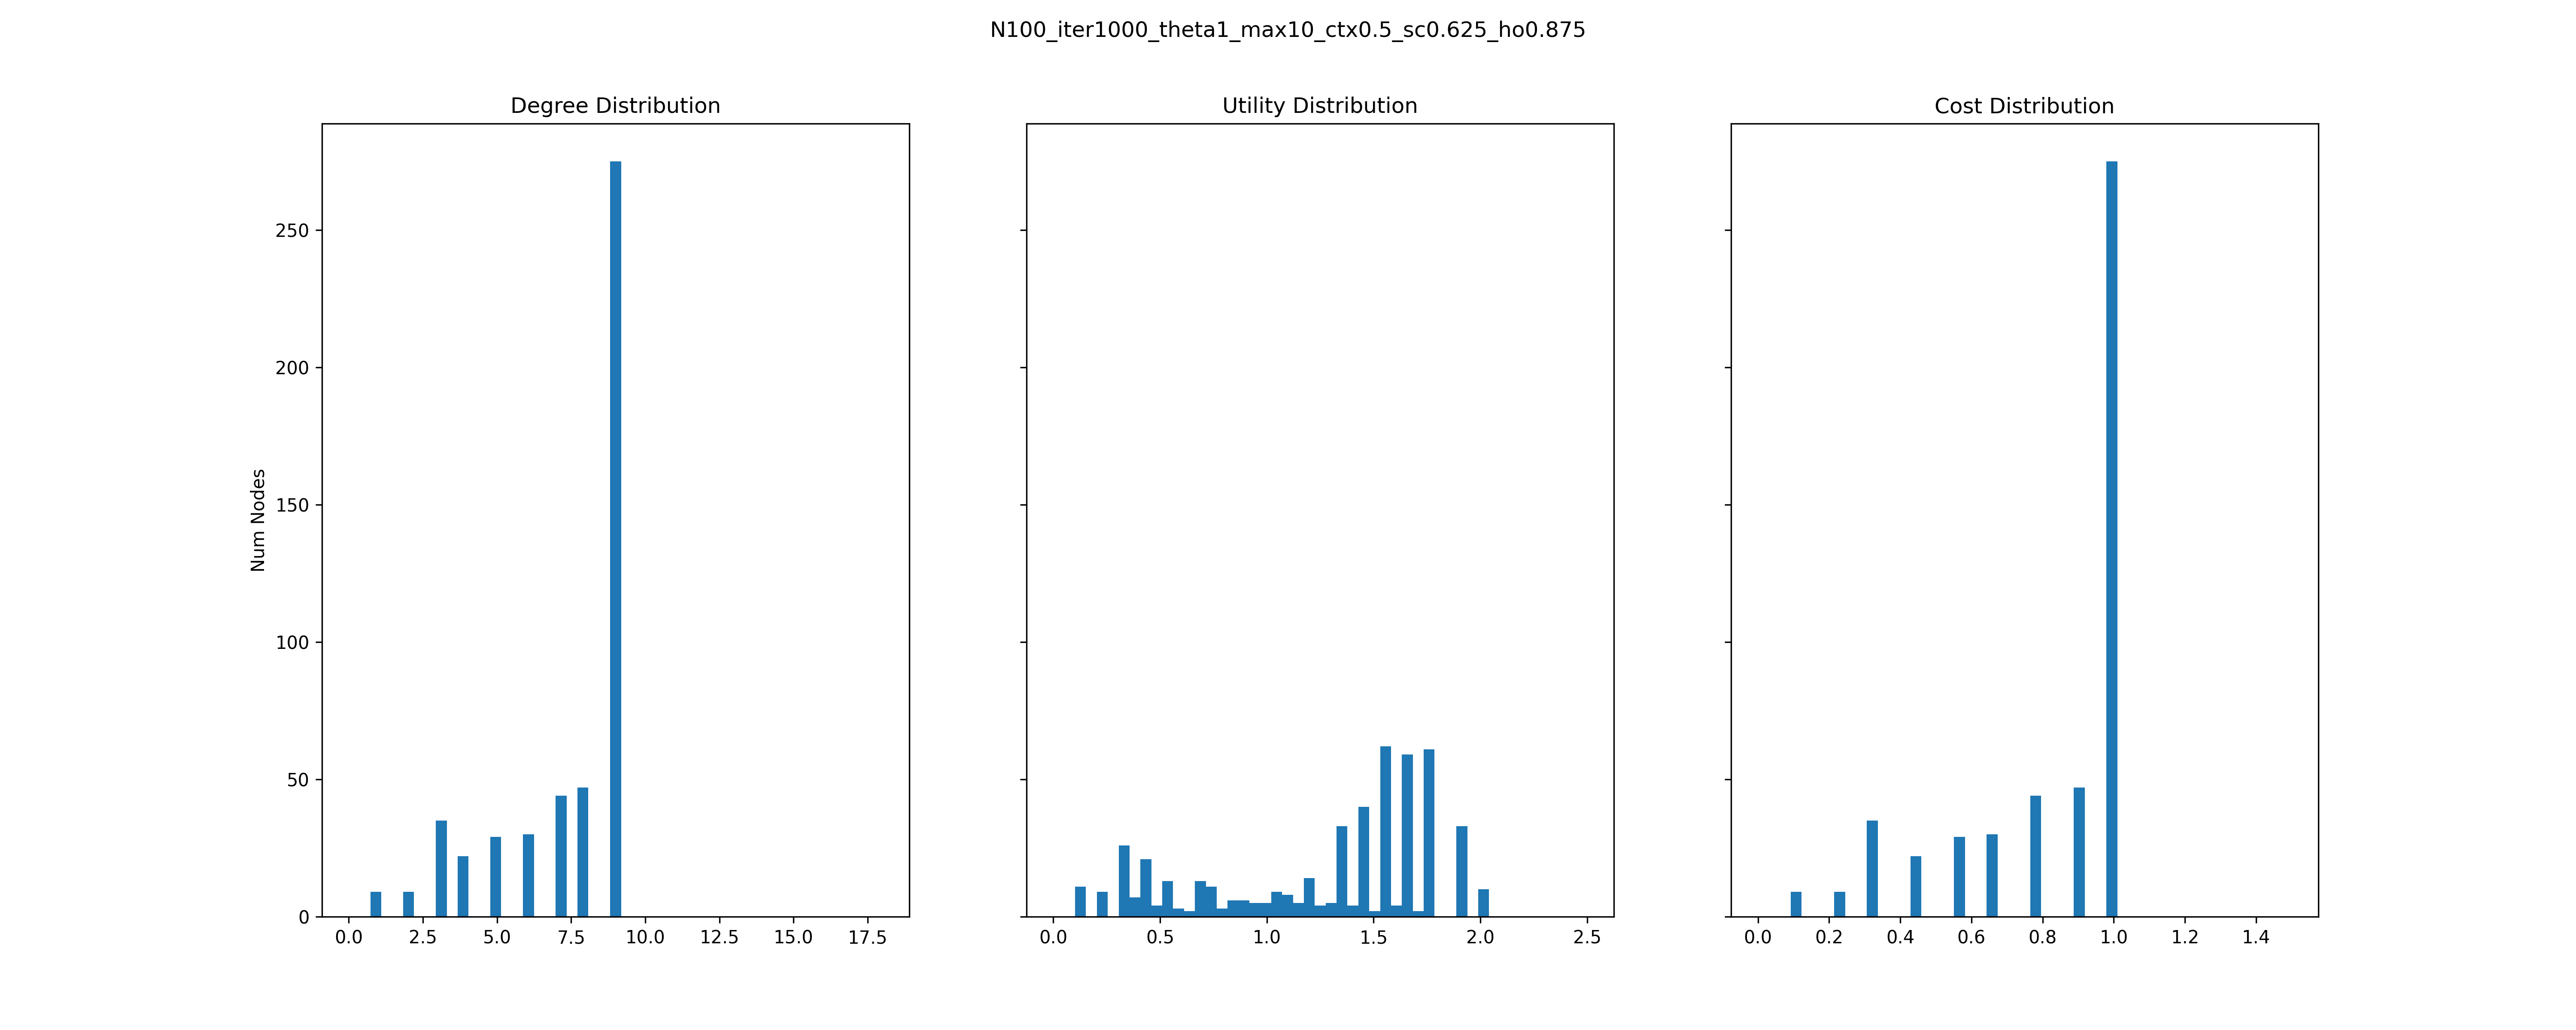 N100_iter1000_theta1_max10_ctx0.5_sc0.625_ho0.875
Degree Distribution
Utility Distribution
Cost Distribution
Num Nodes
250
200
150
100
50
0
0.0 2.5 5.0 7.5 10.0 12.5 15.0 17.5
0.0 0.5 1.0 1.5 2.0 2.5
0.0 0.2 0.4 0.6 0.8 1.0 1.2 1.4